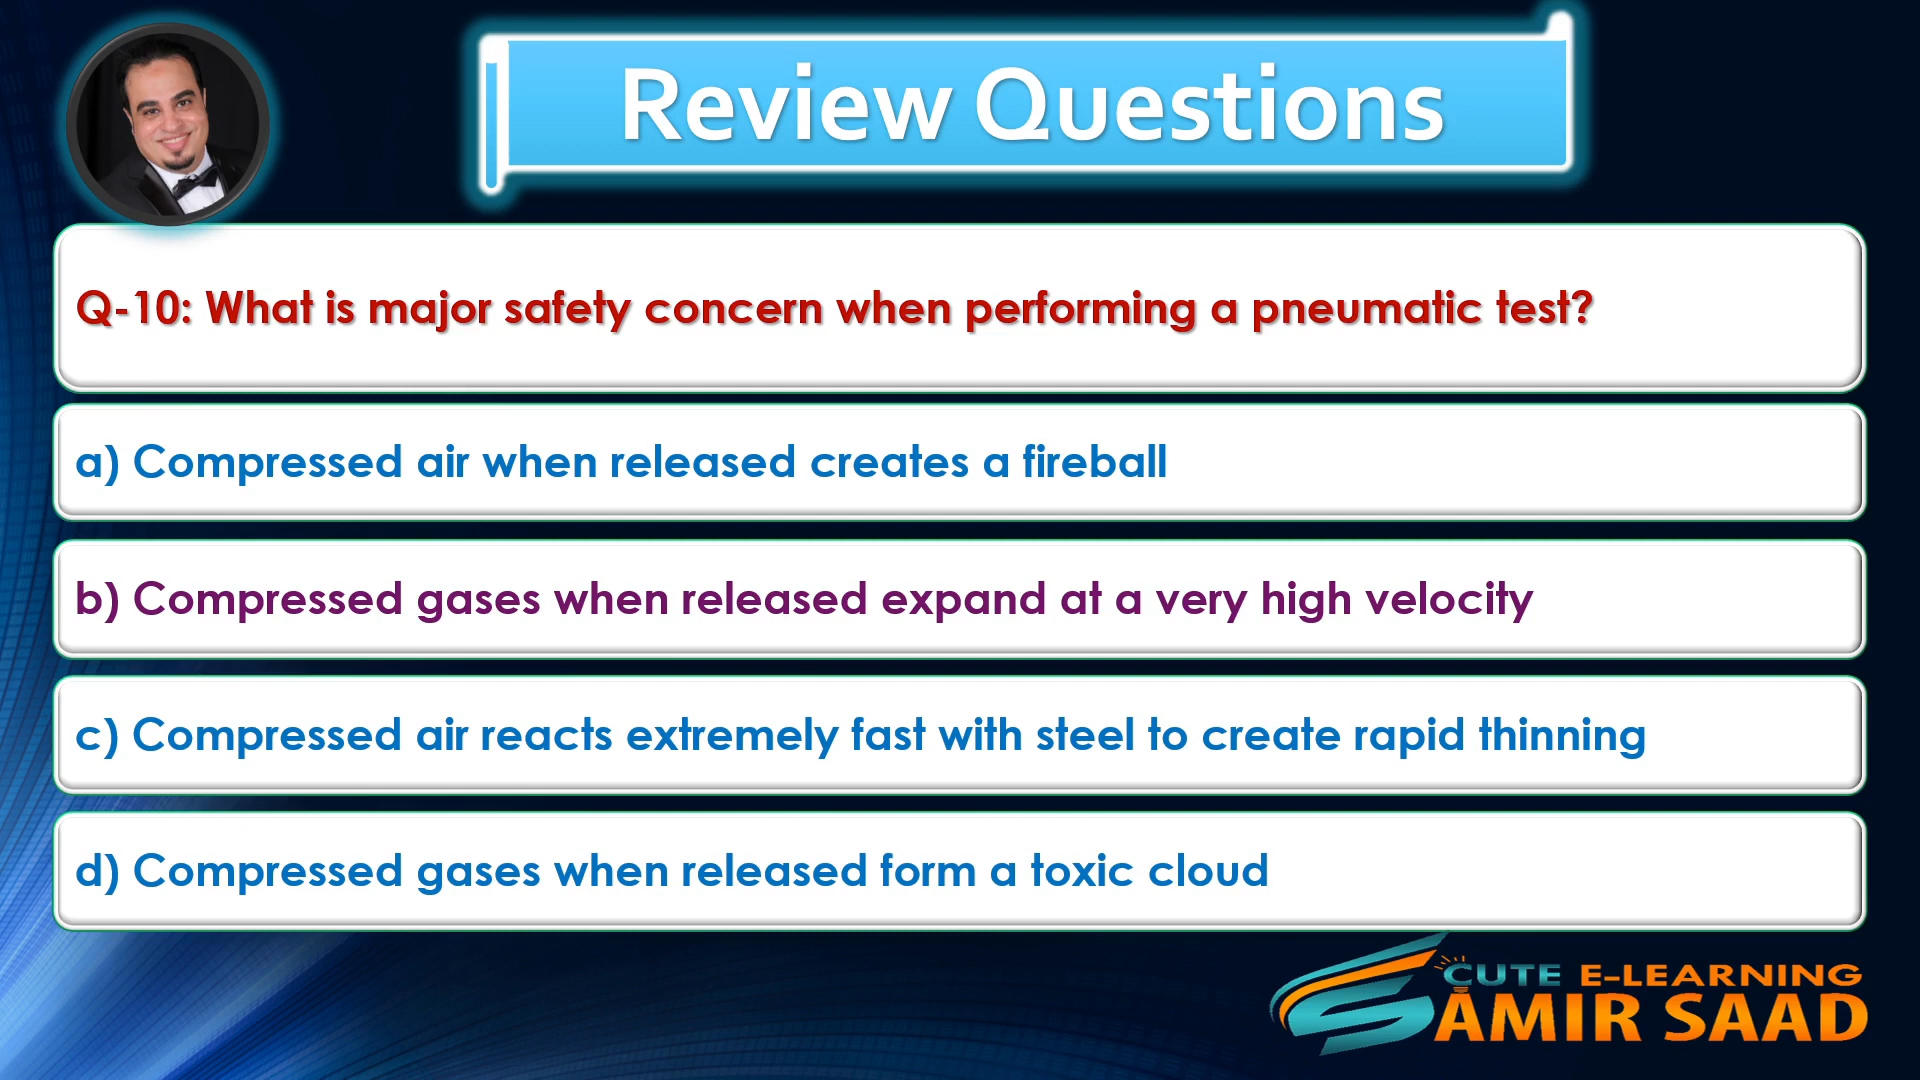 Review Questions
Q-10: What is major safety concern when performing a pneumatic test?
a) Compressed air when released creates a fireball
b) Compressed gases when released expand at a very high velocity
c) Compressed air reacts extremely fast with steel to create rapid thinning
d) Compressed gases when released form a toxic cloud
CUTE E-LEARNING
AMIR SAAD